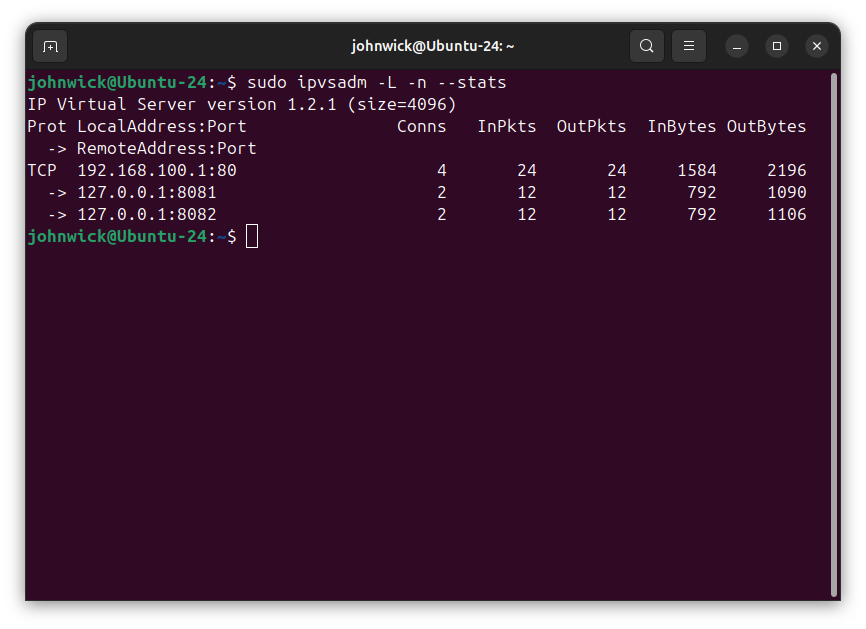 johnwick@Ubuntu-24: ~
johnwick@Ubuntu-24:~$ sudo ipvsadm -L -n --stats
IP Virtual Server version 1.2.1 (size=4096)
Prot LocalAddress:Port               Conns   InPkts  OutPkts  InBytes OutBytes
  -> RemoteAddress:Port
TCP  192.168.100.1:80                    4       24       24     1584     2196
  -> 127.0.0.1:8081                      2       12       12      792     1090
  -> 127.0.0.1:8082                      2       12       12      792     1106
johnwick@Ubuntu-24:~$